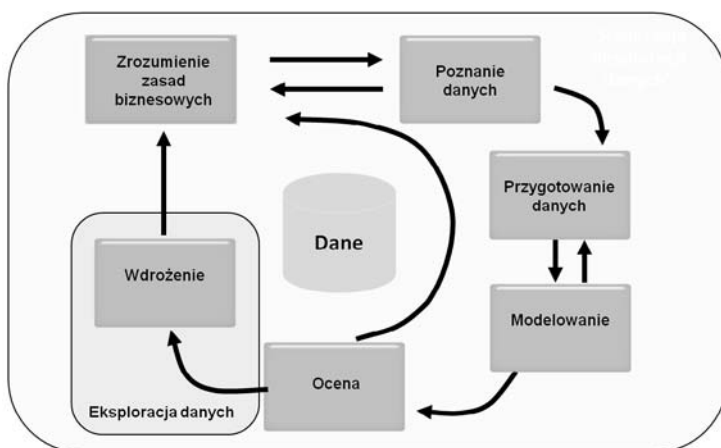 Zrozumienie
zasad
biznesowych
Poznanie
danych
Przygotowanie
danych
Dane
Wdrożenie
Modelowanie
Ocena
Eksploracja danych